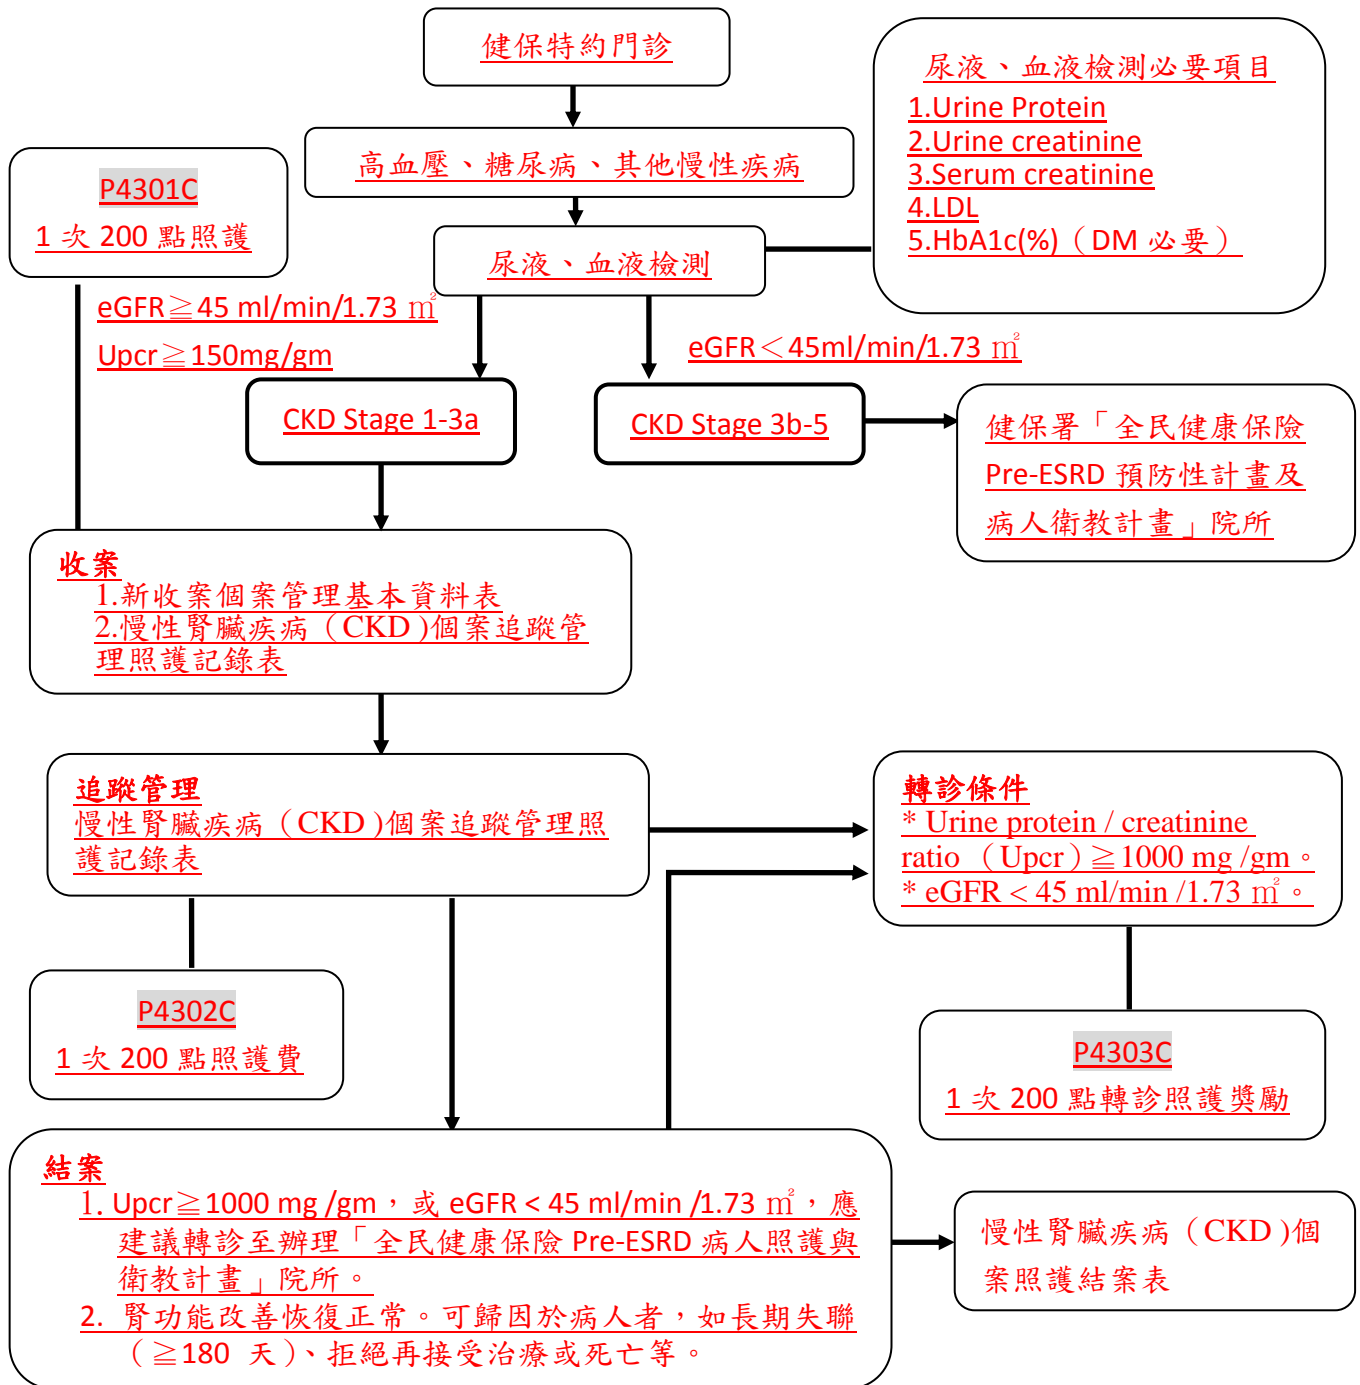 健保特約門診
尿液、血液檢測必要項目
1.Urine Protein
2.Urine creatinine
3.Serum creatinine
4.LDL
5.HbA1c(%)（DM 必要）
高血壓、糖尿病、其他慢性疾病
P4301C
1 次 200 點照護
尿液、血液檢測
eGFR≧45 ml/min/1.73 ㎡
Upcr≧150mg/gm
eGFR＜45ml/min/1.73 ㎡
CKD Stage 1-3a
CKD Stage 3b-5
健保署「全民健康保險
Pre-ESRD 預防性計畫及
病人衛教計畫」院所
收案
1.新收案個案管理基本資料表
2.慢性腎臟疾病（CKD )個案追蹤管
理照護記錄表
追蹤管理
慢性腎臟疾病（CKD )個案追蹤管理照
護記錄表
轉診條件
* Urine protein / creatinine
ratio （Upcr）≧1000 mg /gm。
* eGFR < 45 ml/min /1.73 ㎡。
P4302C
1 次 200 點照護費
P4303C
1 次 200 點轉診照護獎勵
結案
1. Upcr≧1000 mg /gm，或 eGFR < 45 ml/min /1.73 ㎡，應
建議轉診至辦理「全民健康保險 Pre-ESRD 病人照護與
衛教計畫」院所。
2. 腎功能改善恢復正常。可歸因於病人者，如長期失聯
（≧180 天）、拒絕再接受治療或死亡等。
慢性腎臟疾病（CKD )個
案照護結案表